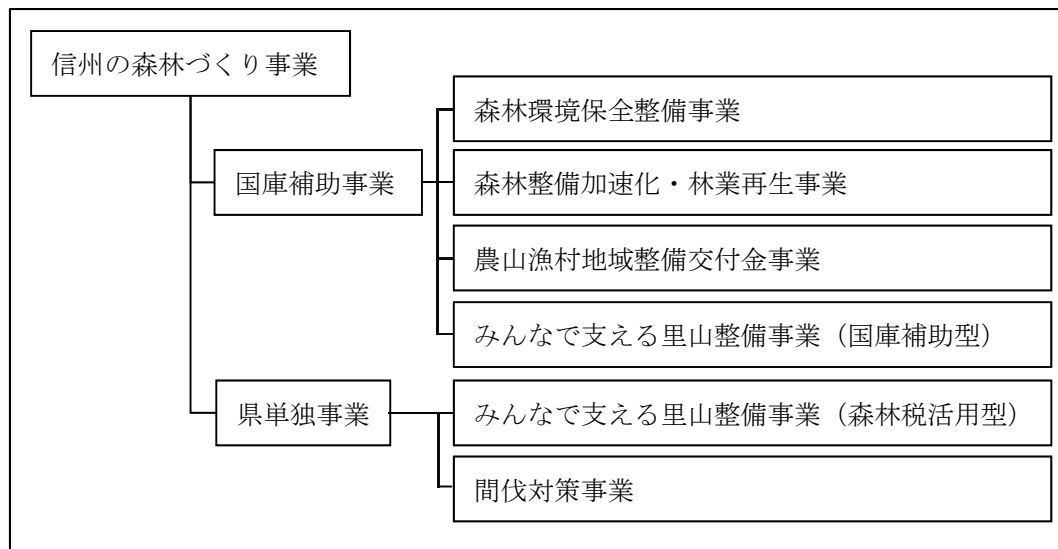 信州の森林づくり事業
国庫補助事業
森林環境保全整備事業
森林整備加速化・林業再生事業
農山漁村地域整備交付金事業
みんなで支える里山整備事業（国庫補助型）
県単独事業
みんなで支える里山整備事業（森林税活用型）
間伐対策事業